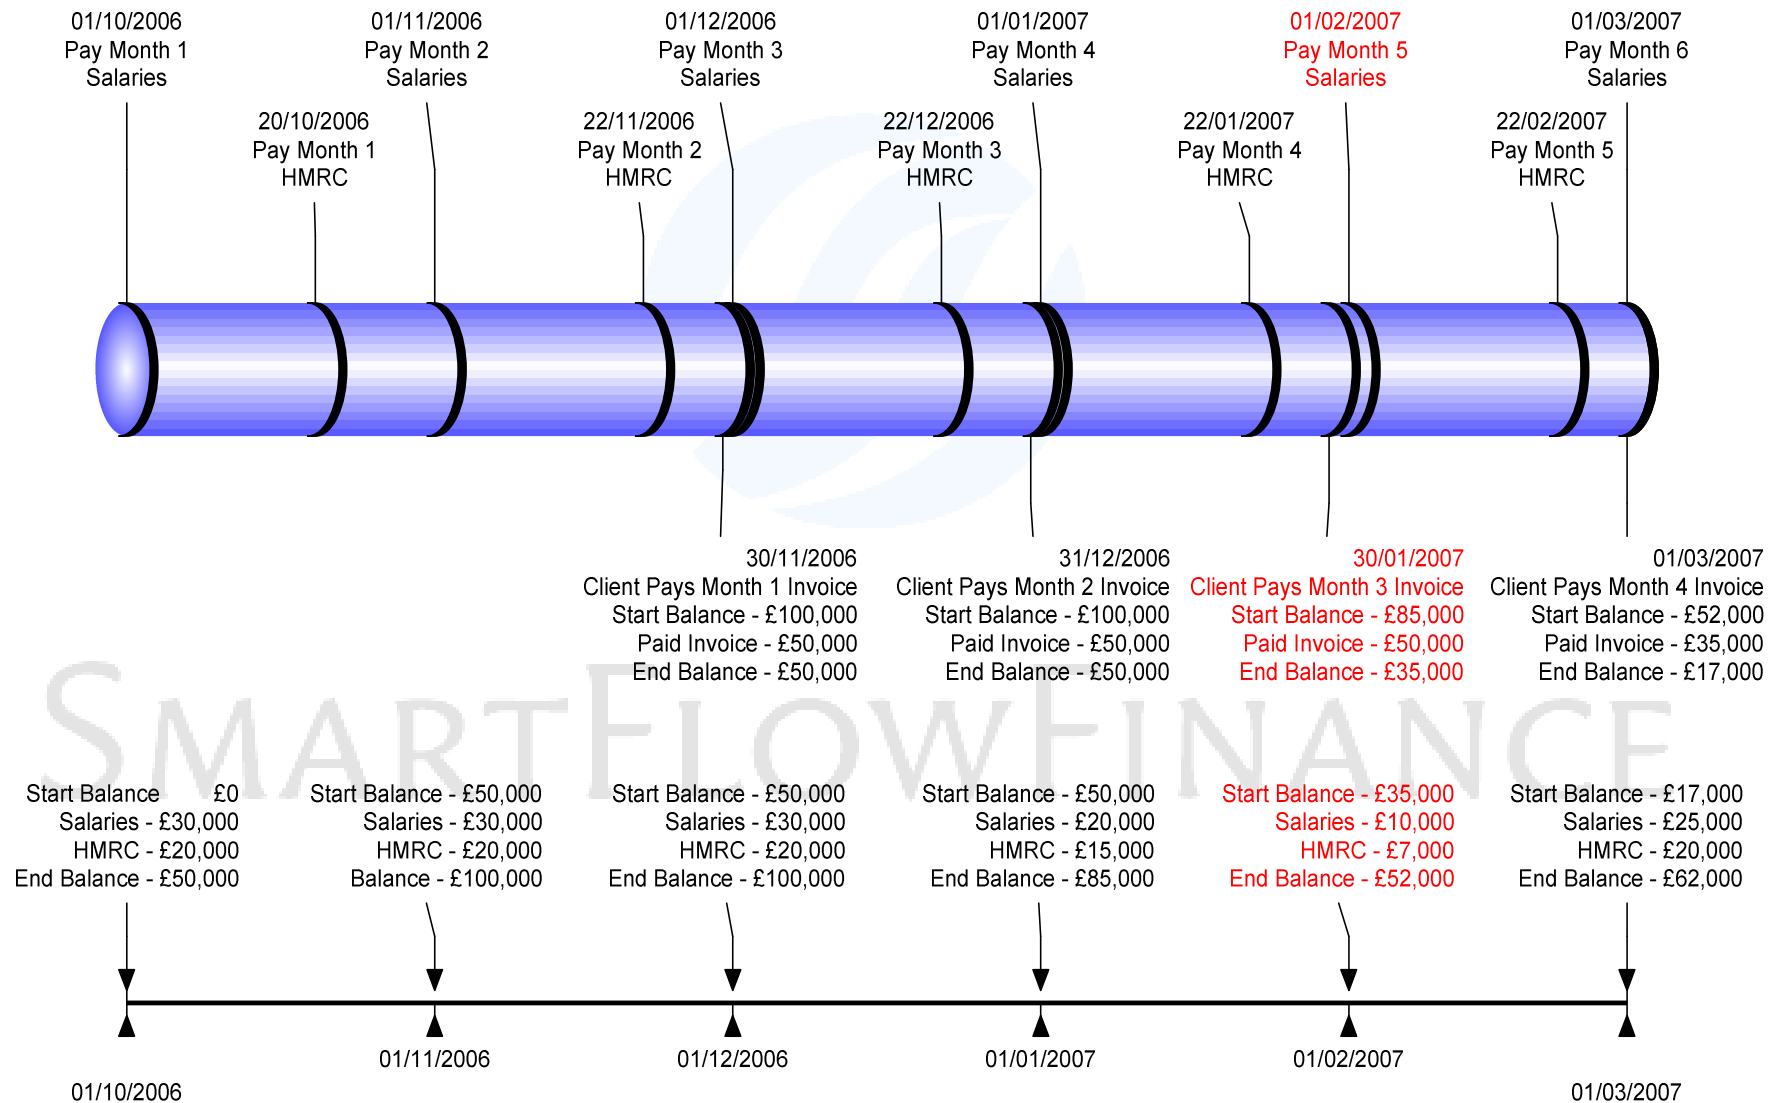 01/10/2006
Pay Month 1
Salaries
01/11/2006
Pay Month 2
Salaries
01/12/2006
Pay Month 3
Salaries
01/01/2007
Pay Month 4
Salaries
01/02/2007
Pay Month 5
Salaries
01/03/2007
Pay Month 6
Salaries
20/10/2006
Pay Month 1
HMRC
22/11/2006
Pay Month 2
HMRC
22/12/2006
Pay Month 3
HMRC
22/01/2007
Pay Month 4
HMRC
22/02/2007
Pay Month 5
HMRC
30/11/2006
Client Pays Month 1 Invoice
Start Balance - £100,000
Paid Invoice - £50,000
End Balance - £50,000
31/12/2006
Client Pays Month 2 Invoice
Start Balance - £100,000
Paid Invoice - £50,000
End Balance - £50,000
30/01/2007
Client Pays Month 3 Invoice
Start Balance - £85,000
Paid Invoice - £50,000
End Balance - £35,000
01/03/2007
Client Pays Month 4 Invoice
Start Balance - £52,000
Paid Invoice - £35,000
End Balance - £17,000
SMARTFLOWFINANCE
Start Balance £0
Salaries - £30,000
HMRC - £20,000
End Balance - £50,000
Start Balance - £50,000
Salaries - £30,000
HMRC - £20,000
Balance - £100,000
Start Balance - £50,000
Salaries - £30,000
HMRC - £20,000
End Balance - £100,000
Start Balance - £50,000
Salaries - £20,000
HMRC - £15,000
End Balance - £85,000
Start Balance - £35,000
Salaries - £10,000
HMRC - £7,000
End Balance - £52,000
Start Balance - £17,000
Salaries - £25,000
HMRC - £20,000
End Balance - £62,000
01/10/2006
01/11/2006
01/12/2006
01/01/2007
01/02/2007
01/03/2007